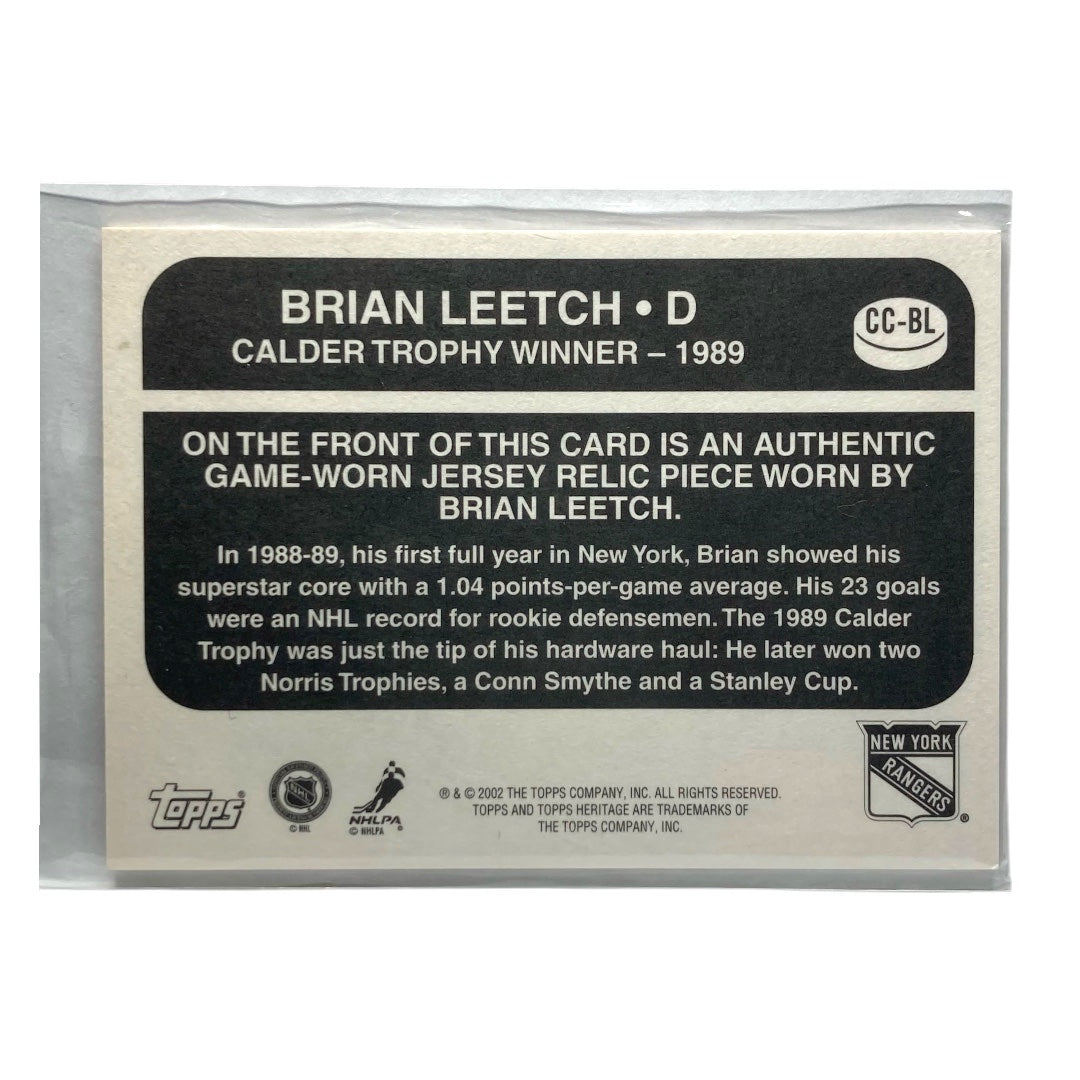 BRIAN LEETCH • D
CALDER TROPHY WINNER – 1989
CC-BL
ON THE FRONT OF THIS CARD IS AN AUTHENTIC
GAME-WORN JERSEY RELIC PIECE WORN BY
BRIAN LEETCH.
In 1988-89, his first full year in New York, Brian showed his
superstar core with a 1.04 points-per-game average. His 23 goals
were an NHL record for rookie defensemen. The 1989 Calder
Trophy was just the tip of his hardware haul: He later won two
Norris Trophies, a Conn Smythe and a Stanley Cup.
TOPPS®
NHL
© NHL
NHLPA
© NHLPA
® & © 2002 THE TOPPS COMPANY, INC. ALL RIGHTS RESERVED.
TOPPS AND TOPPS HERITAGE ARE TRADEMARKS OF
THE TOPPS COMPANY, INC.
NEW YORK
RANGERS
®